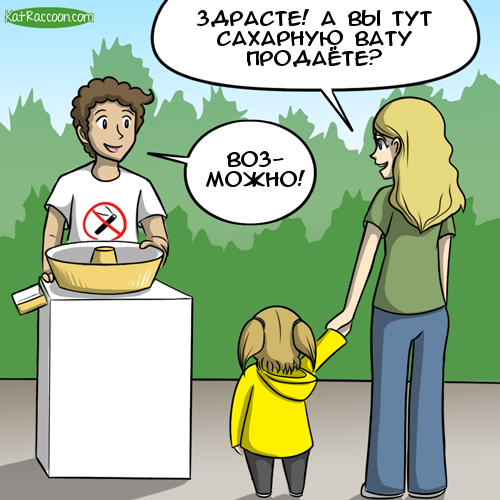 KatRaccoon.com
ЗДРАСТЕ! А ВЫ ТУТ
САХАРНУЮ ВАТУ
ПРОДАЁТЕ?
ВОЗ-
МОЖНО!